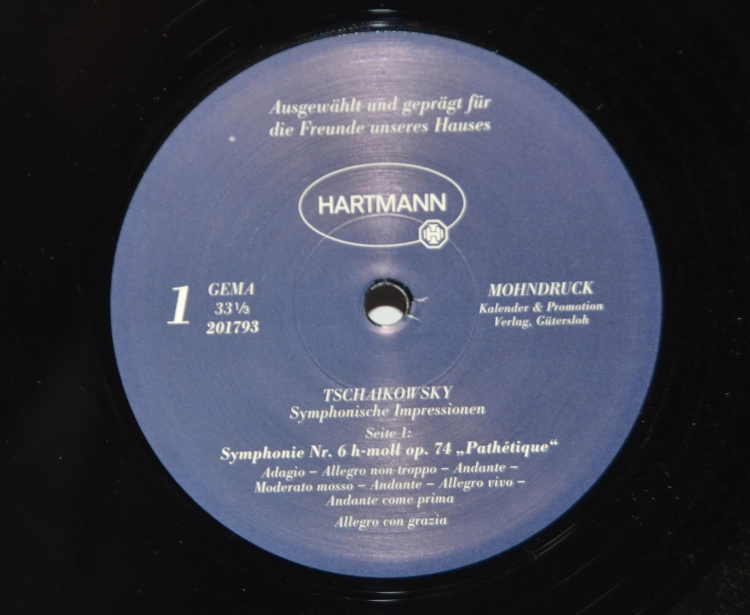 Ausgewählt und geprägt für
die Freunde unseres Hauses
HARTMANN
1
GEMA
33 1/3
201793
MOHNDRUCK
Kalender & Promotion
Verlag, Gütersloh
TSCHAIKOWSKY
Symphonische Impressionen
Seite 1:
Symphonie Nr. 6 h-moll op. 74 „Pathétique“
Adagio – Allegro non troppo – Andante –
Moderato mosso – Andante – Allegro vivo –
Andante come prima
Allegro con grazia